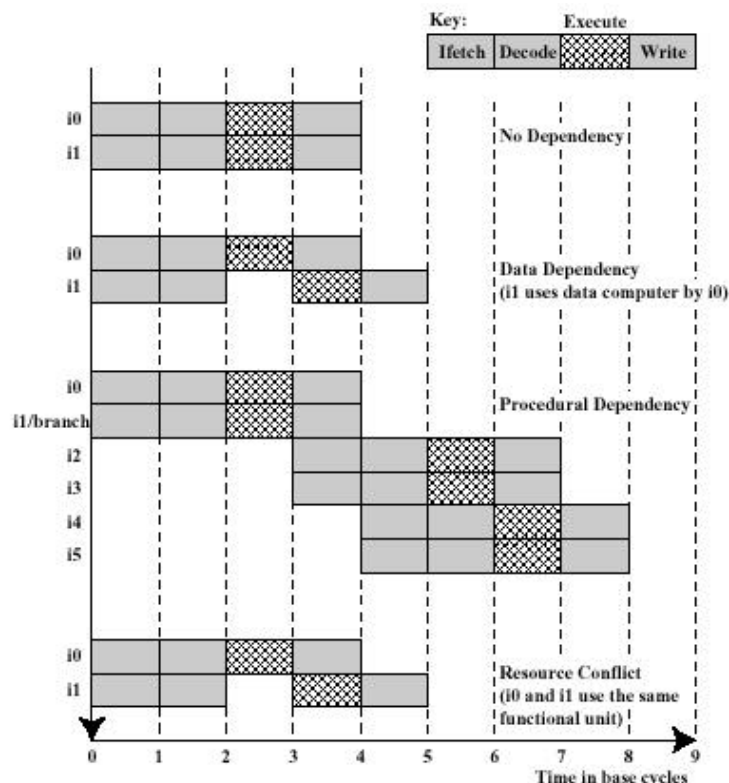 Key:
Execute
Ifetch Decode Write
i0
i1
No Dependency
i0
i1
Data Dependency
(i1 uses data computer by i0)
i0
i1/branch
Procedural Dependency
i2
i3
i4
i5
i0
i1
Resource Conflict
(i0 and i1 use the same
functional unit)
0 1 2 3 4 5 6 7 8 9
Time in base cycles